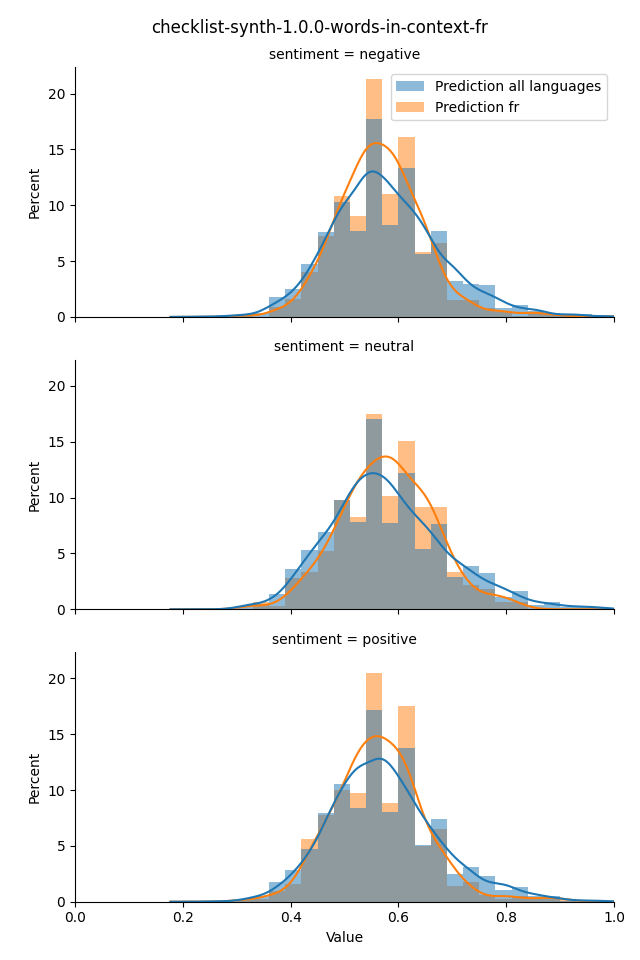 checklist-synth-1.0.0-words-in-context-fr
sentiment = negative
Prediction all languages
Prediction fr
20
15
10
5
0
Percent
sentiment = neutral
20
15
10
5
0
Percent
sentiment = positive
20
15
10
5
0
Percent
0.0 0.2 0.4 0.6 0.8 1.0
Value